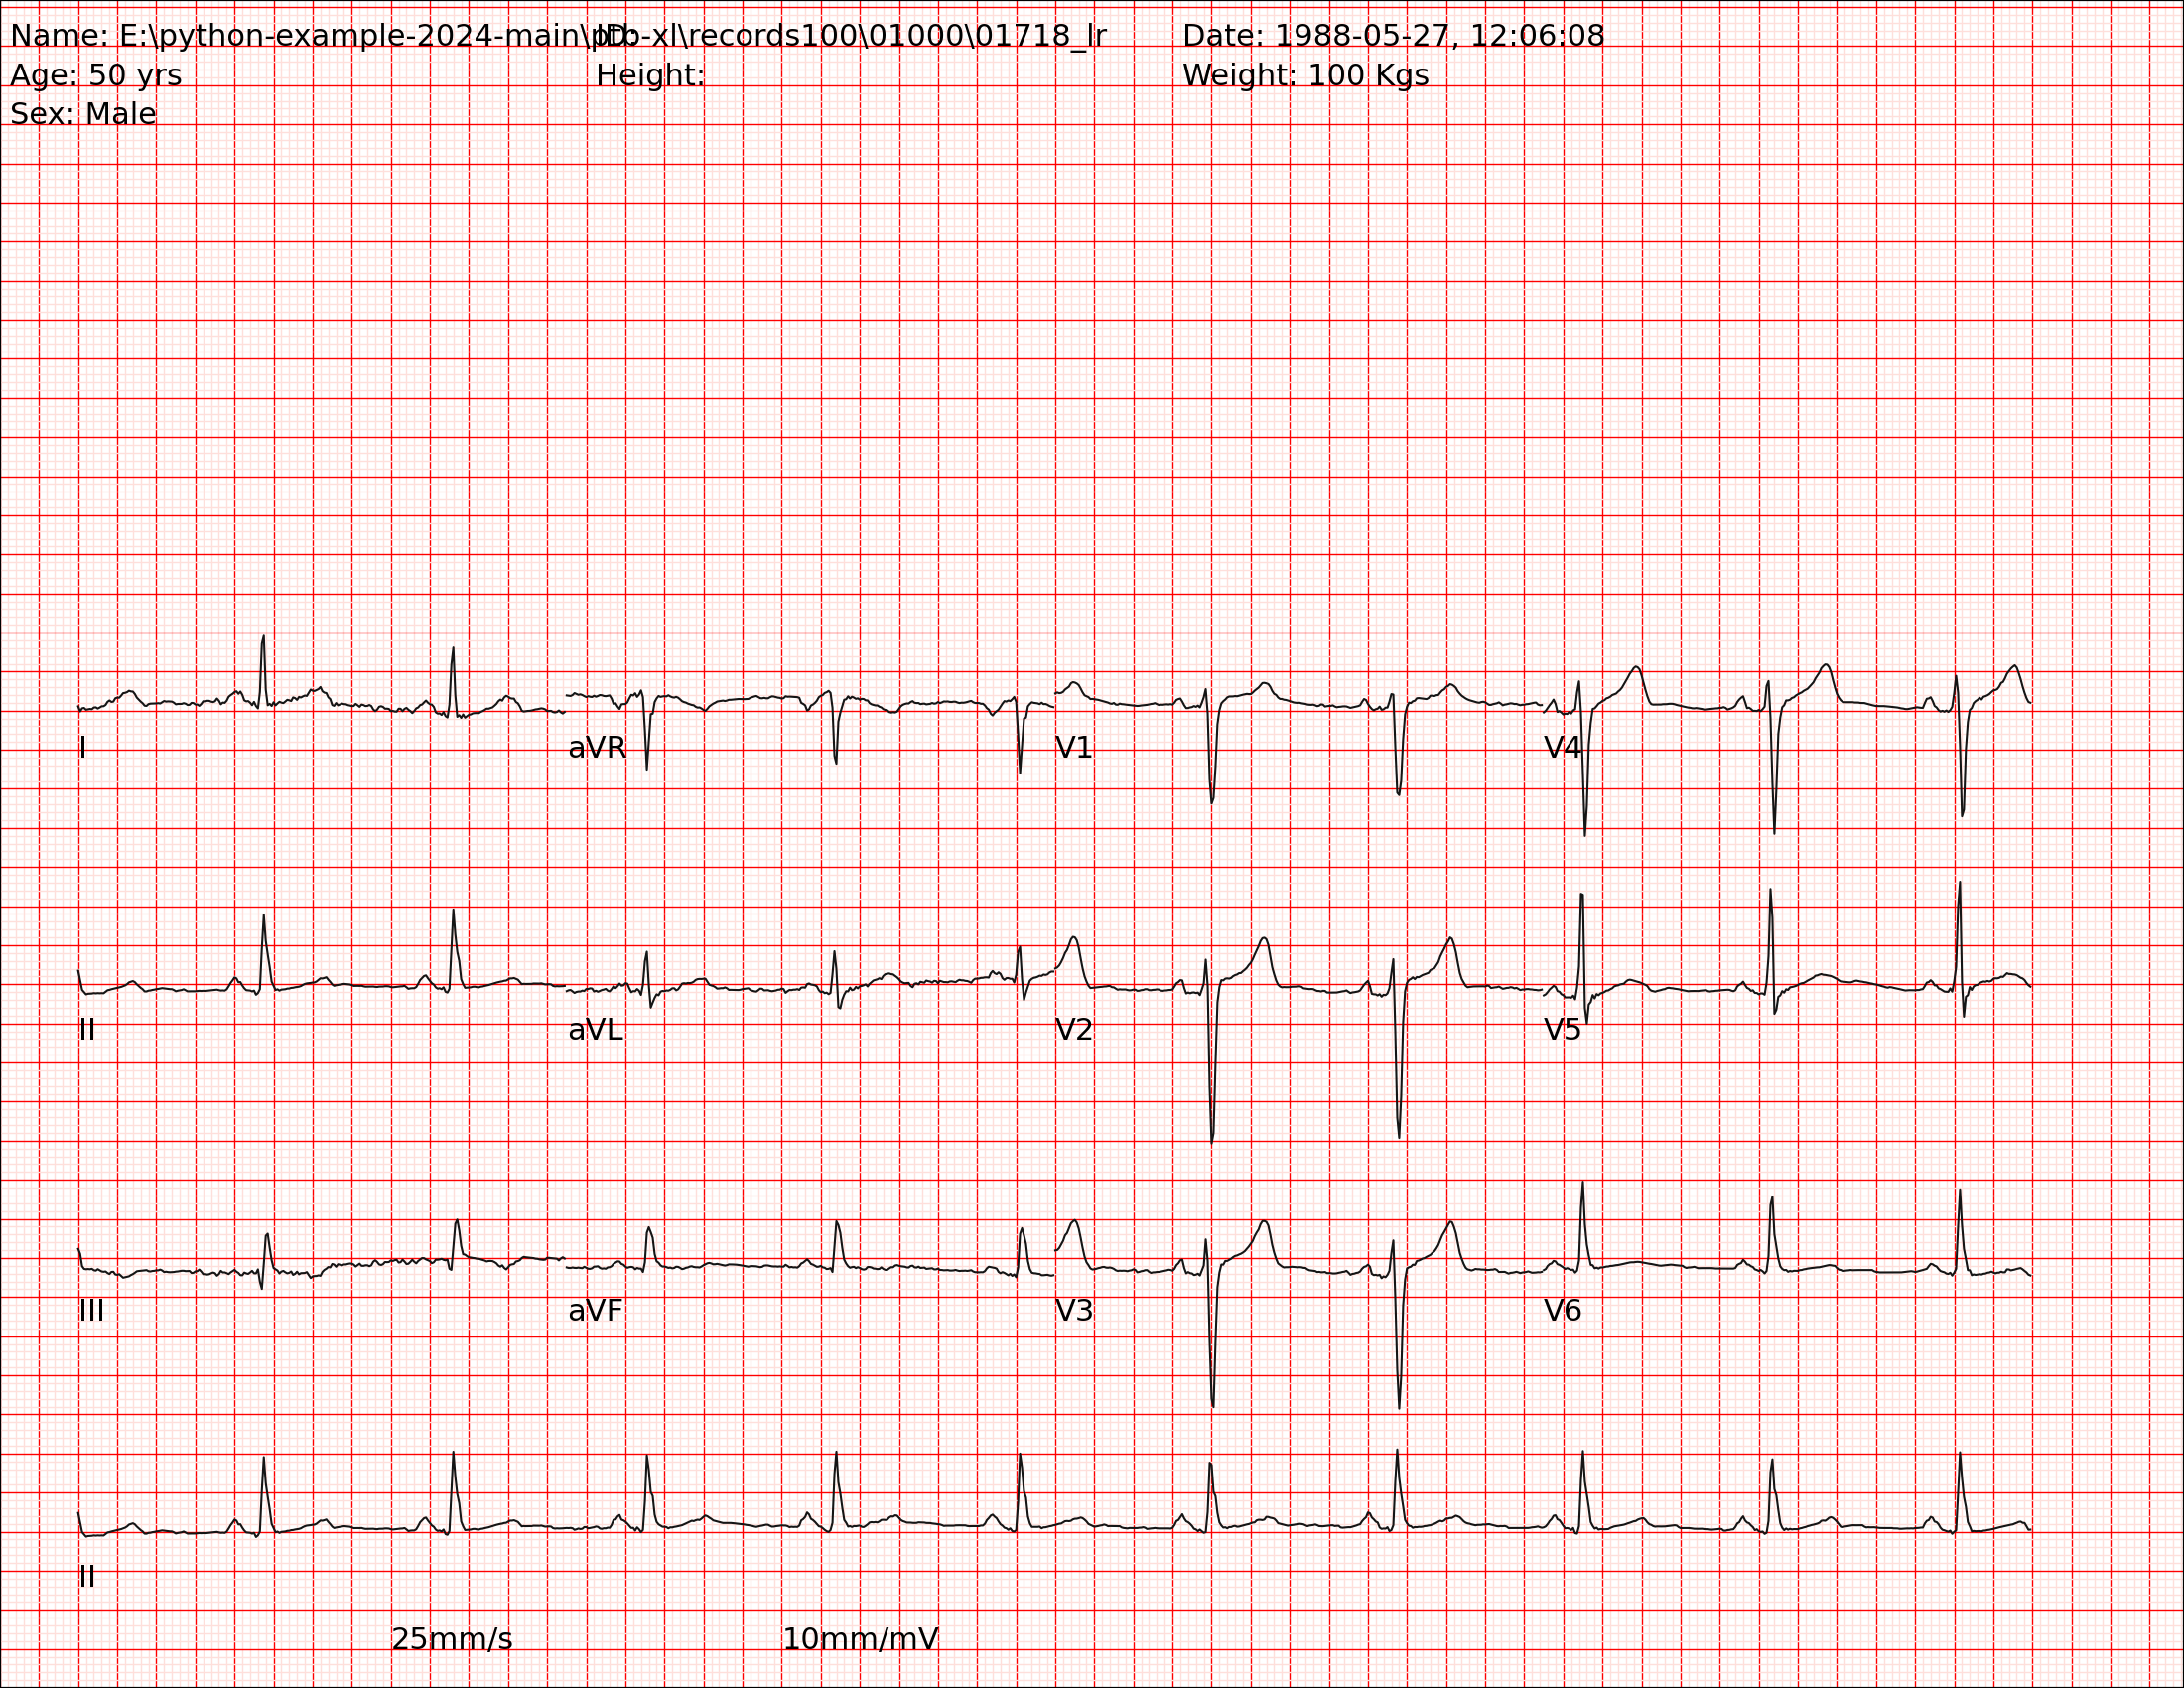 Name: E:\python-example-2024-main\ptb-xl\records100\01000\01718_lr ID: Date: 1988-05-27, 12:06:08
Age: 50 yrs Height: Weight: 100 Kgs
Sex: Male
I aVR V1 V4
II aVL V2 V5
III aVF V3 V6
II
25mm/s 10mm/mV